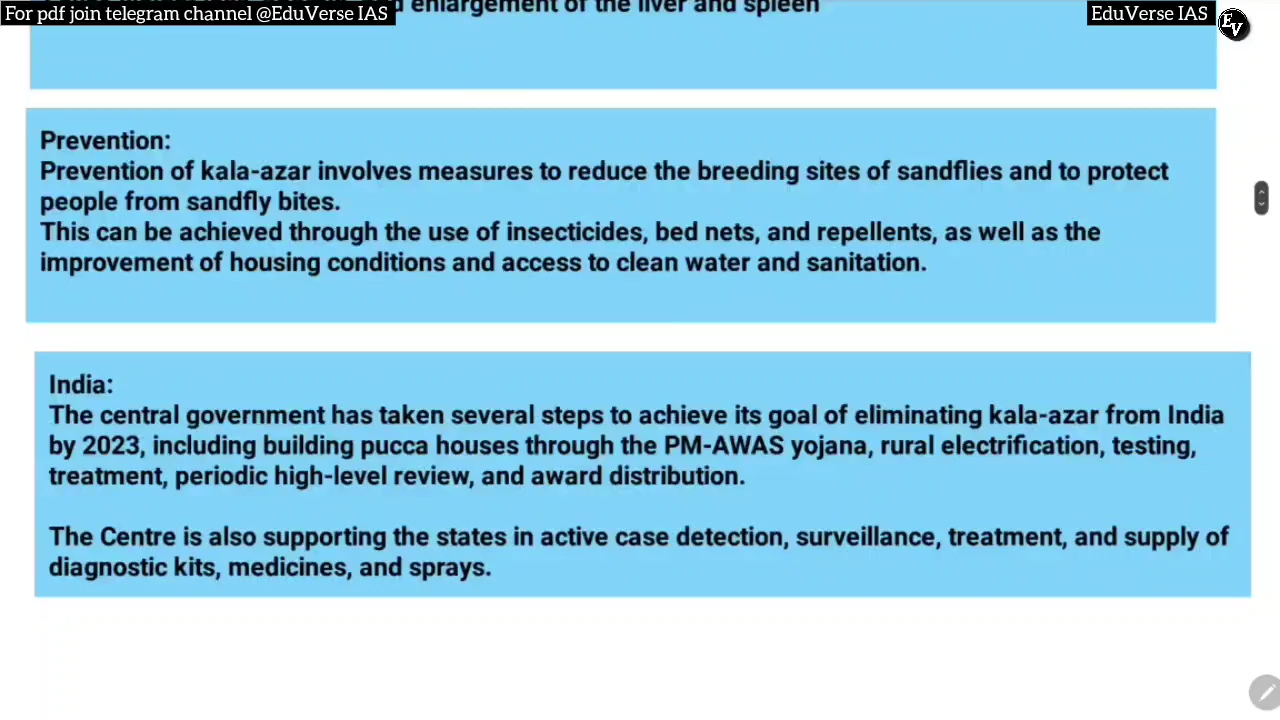 For pdf join telegram channel @EduVerse IAS
EduVerse IAS
EV
enlargement of the liver and spleen
Prevention:
Prevention of kala-azar involves measures to reduce the breeding sites of sandflies and to protect
people from sandfly bites.
This can be achieved through the use of insecticides, bed nets, and repellents, as well as the
improvement of housing conditions and access to clean water and sanitation.
India:
The central government has taken several steps to achieve its goal of eliminating kala-azar from India
by 2023, including building pucca houses through the PM-AWAS yojana, rural electrification, testing,
treatment, periodic high-level review, and award distribution.
The Centre is also supporting the states in active case detection, surveillance, treatment, and supply of
diagnostic kits, medicines, and sprays.